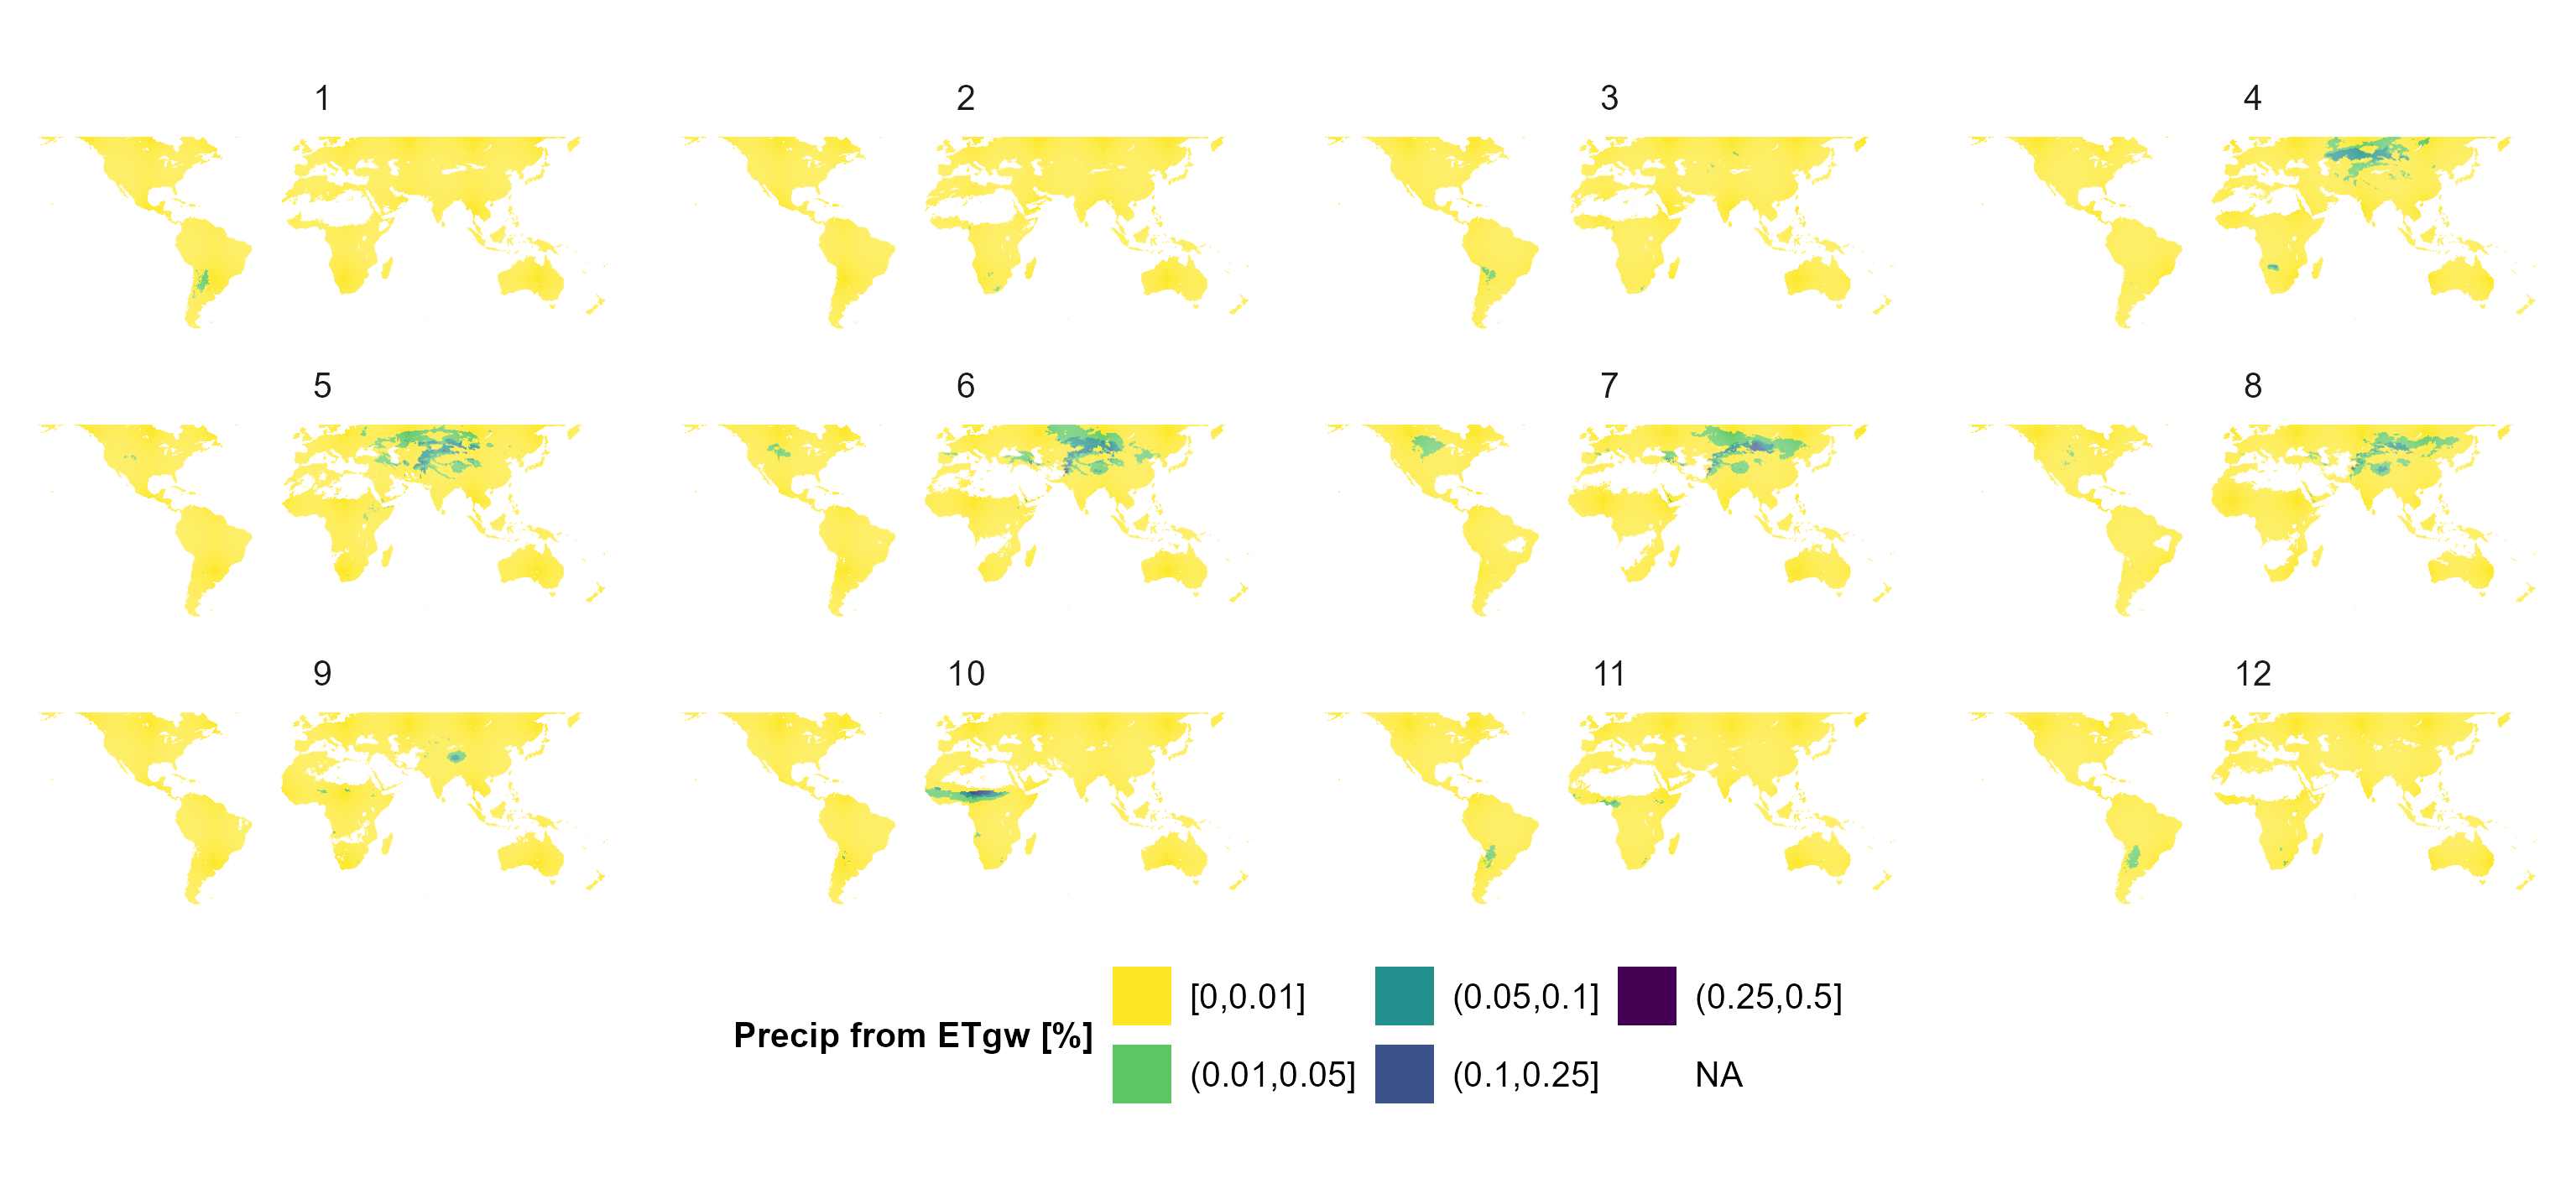 1 2 3 4
5 6 7 8
9 10 11 12
Precip from ETgw [%]
[0,0.01] (0.05,0.1] (0.25,0.5]
(0.01,0.05] (0.1,0.25] NA